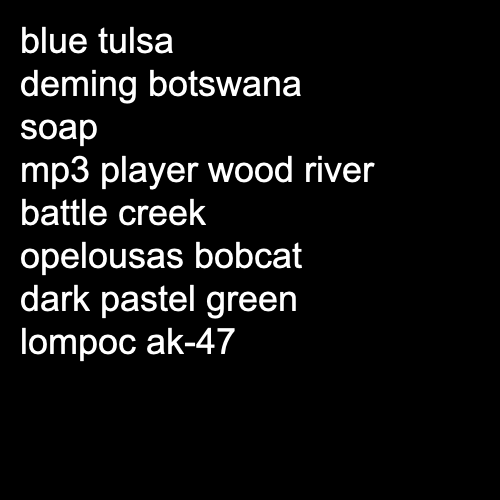 blue tulsa
deming botswana
soap
mp3 player wood river
battle creek
opelousas bobcat
dark pastel green
lompoc ak-47